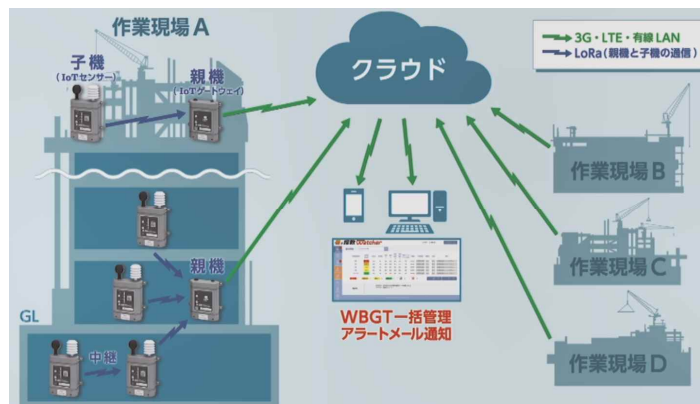 作業現場A
子機
（IoTセンサー）
親機
（IoTゲートウェイ）
クラウド
3G・LTE・有線LAN
LoRa（親機と子機の通信）
作業現場B
作業現場C
作業現場D
親機
GL
中継
Watcher
WBGT一括管理
アラートメール通知